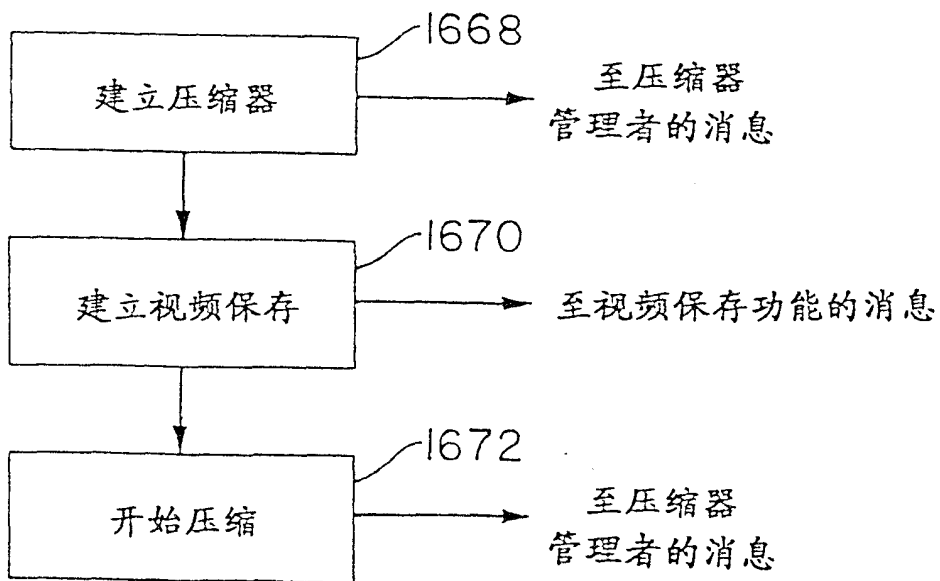 1668
建立压缩器
至压缩器
管理者的消息
1670
建立视频保存
至视频保存功能的消息
1672
开始压缩
至压缩器
管理者的消息